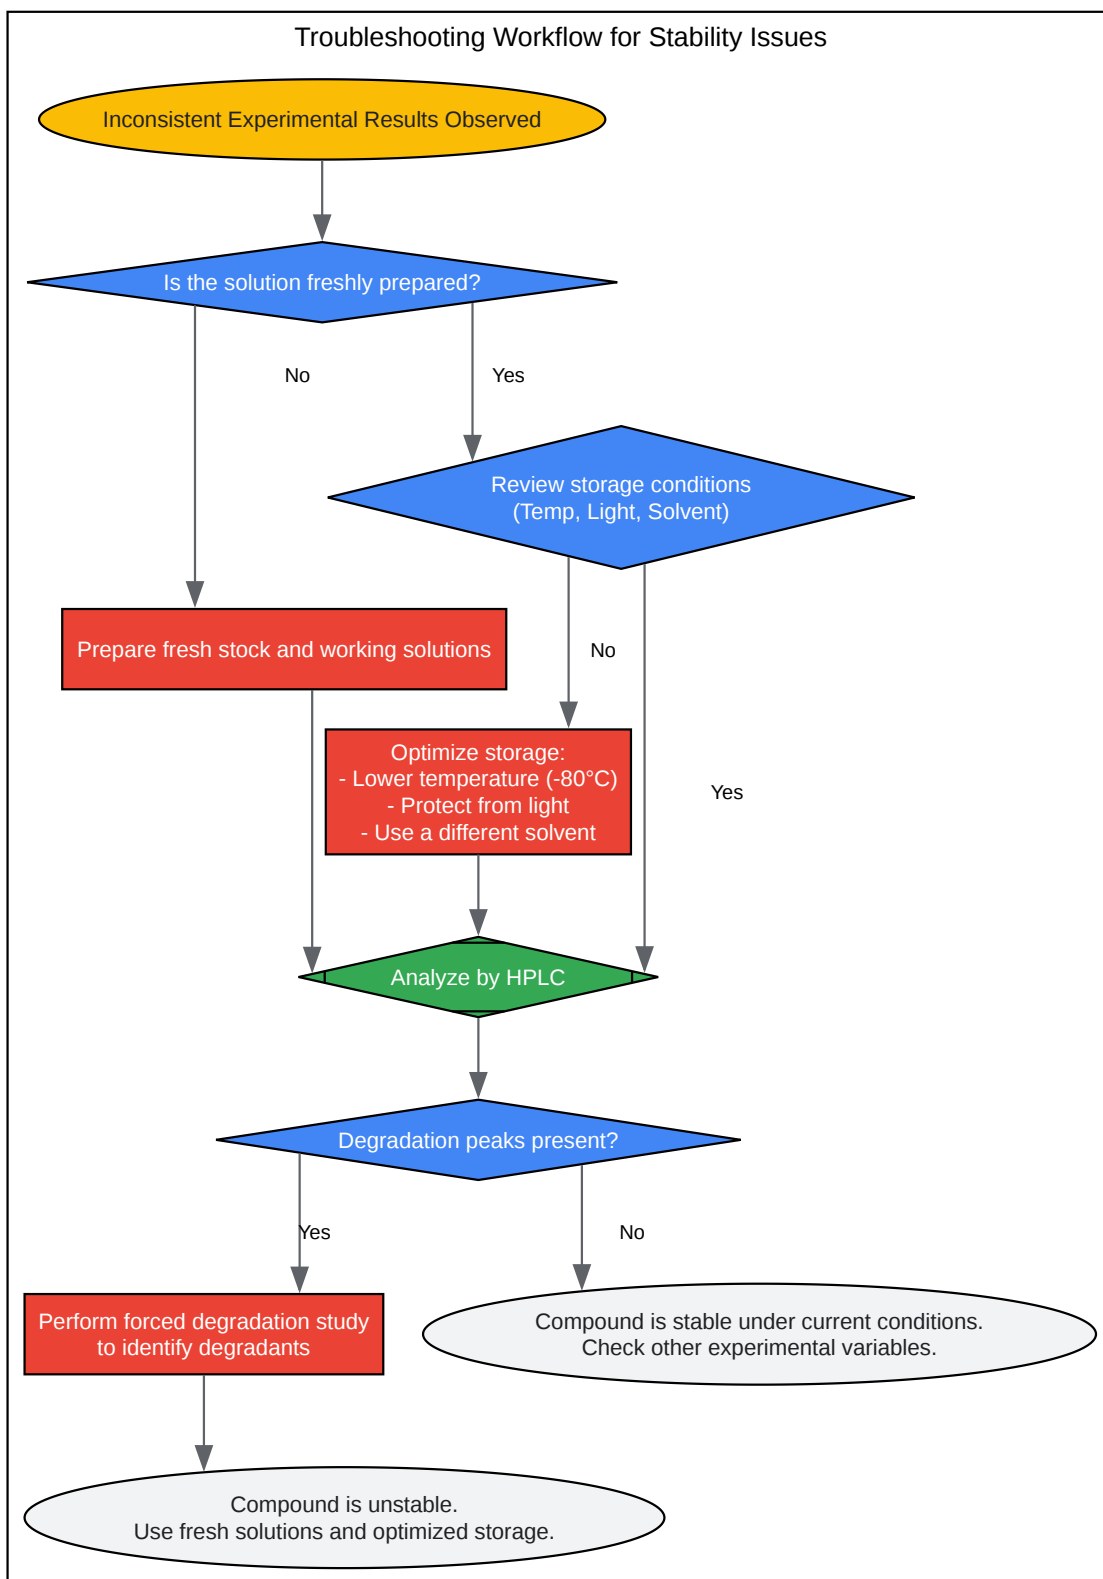 Troubleshooting Workflow for Stability Issues
Inconsistent Experimental Results Observed
Is the solution freshly prepared?
No
Yes
Review storage conditions
(Temp, Light, Solvent)
Prepare fresh stock and working solutions
No
Optimize storage:
- Lower temperature (-80°C)
- Protect from light
- Use a different solvent
Yes
Analyze by HPLC
Degradation peaks present?
Yes
No
Perform forced degradation study
to identify degradants
Compound is stable under current conditions.
Check other experimental variables.
Compound is unstable.
Use fresh solutions and optimized storage.